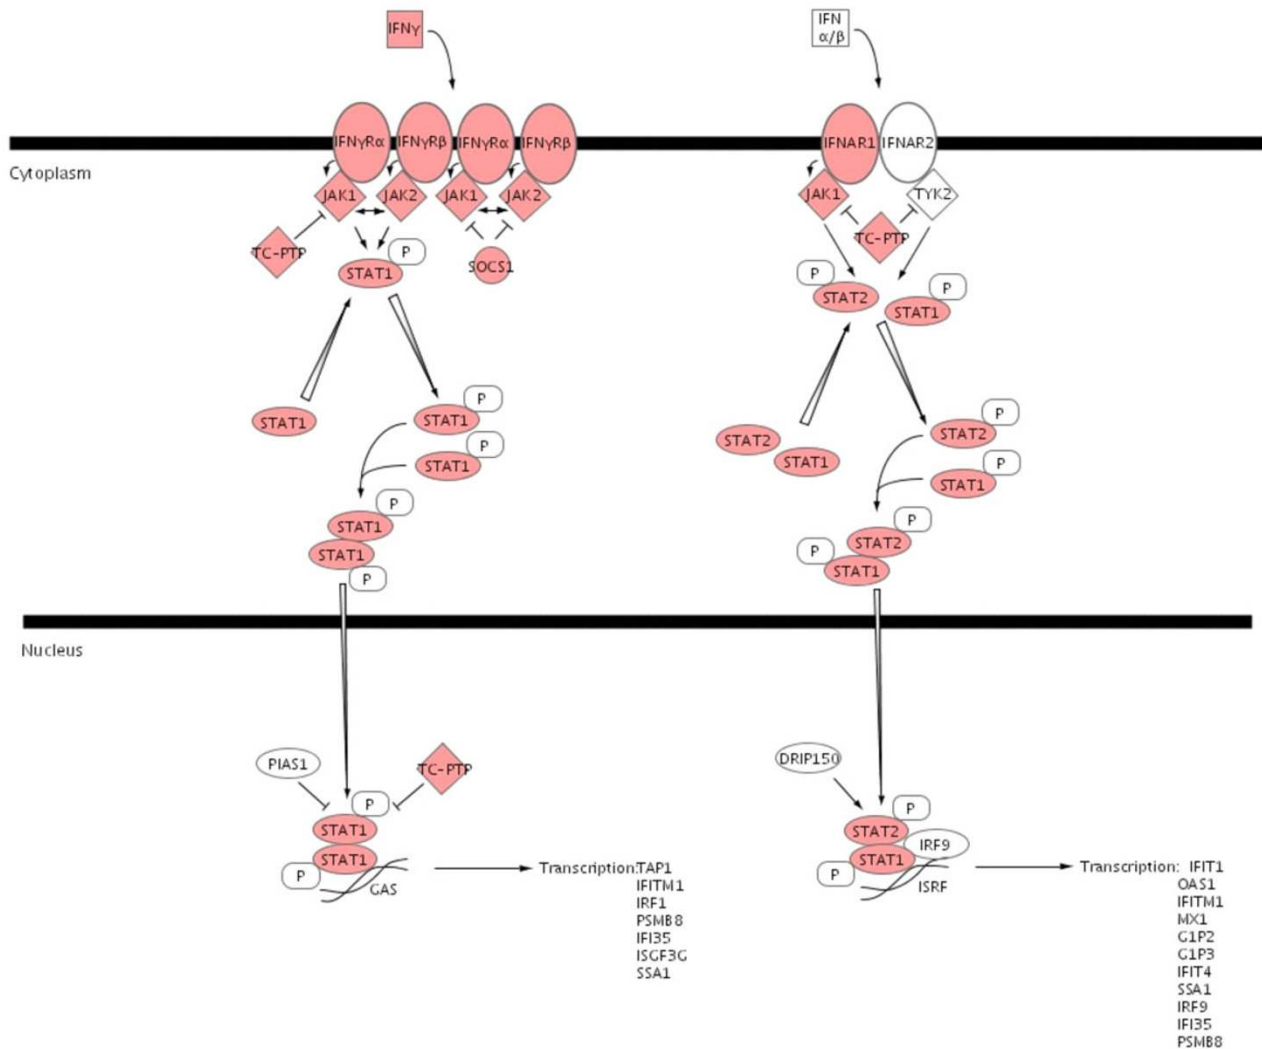 IFNγ
IFN
α/β
IFNγRα
IFNγRβ
IFNγRα
IFNγRβ
IFNAR1
IFNAR2
Cytoplasm
JAK1
JAK2
JAK1
JAK2
JAK1
TYK2
TC-PTP
P
STAT1
SOCS1
TC-PTP
P
STAT2
P
STAT1
STAT1
P
STAT1
P
STAT1
STAT2
STAT1
P
STAT2
P
STAT1
P
STAT1
STAT1
P
P
STAT2
P
STAT1
Nucleus
PIAS1
TC-PTP
DRIP150
P
STAT1
STAT1
P
GAS
P
STAT2
IRF9
STAT1
P
ISRF
Transcription:TAP1
IFITM1
IRF1
PSMB8
IFI35
ISGF3G
SSA1
Transcription: IFIT1
OAS1
IFITM1
MX1
G1P2
G1P3
IFIT4
SSA1
IRF9
IFI35
PSMB8